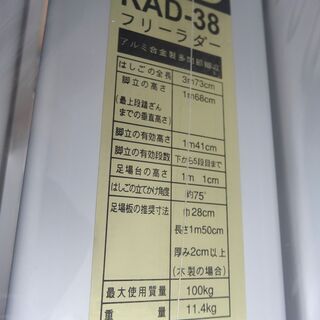 RAD-38
フリーラダー
アルミ合金製多関節脚立
はしごの全長 3m73cm
脚立の高さ 1m68cm
(最上段踏ざん
までの垂直高さ)
脚立の有効高さ 1m41cm
脚立の有効段数 下から5段目まで
足場台の高さ 1m 1cm
はしごの立てかけ角度 約75°
足場板の推奨寸法 巾28cm
長さ1m50cm
厚み2cm以上
(木製の場合)
最大使用質量 100kg
重量 11.4kg